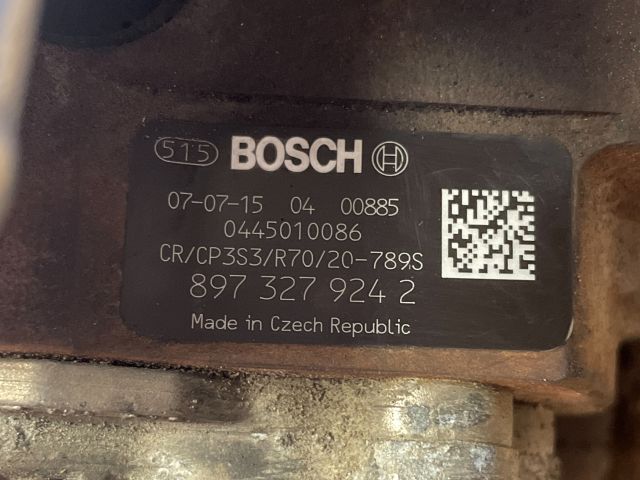 515 BOSCH
07-07-15 04 00885
0445010086
CR/CP3S3/R70/20-789S
897 327 924 2
Made in Czech Republic